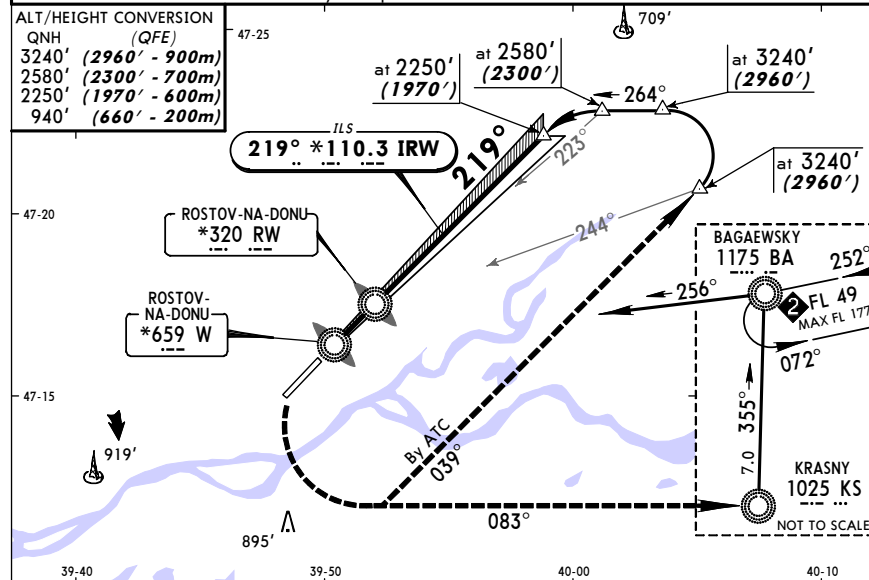 ALT/HEIGHT CONVERSION
QNH (QFE)
3240' (2960' - 900m)
2580' (2300' - 700m)
2250' (1970' - 600m)
940' (660' - 200m)
47-25
709'
at 2250'
(1970')
at 2580'
(2300')
at 3240'
(2960')
264°
ILS
219° *110.3 IRW
219°
223°
at 3240'
(2960')
47-20
244°
ROSTOV-NA-DONU
*320 RW
BAGAEWSKY
1175 BA
252°
256°
2 FL 49
MAX FL 177
072°
ROSTOV-
NA-DONU
*659 W
47-15
355°
7.0
By ATC
039°
919'
KRASNY
1025 KS
083°
NOT TO SCALE
895'
39-40
39-50
40-00
40-10